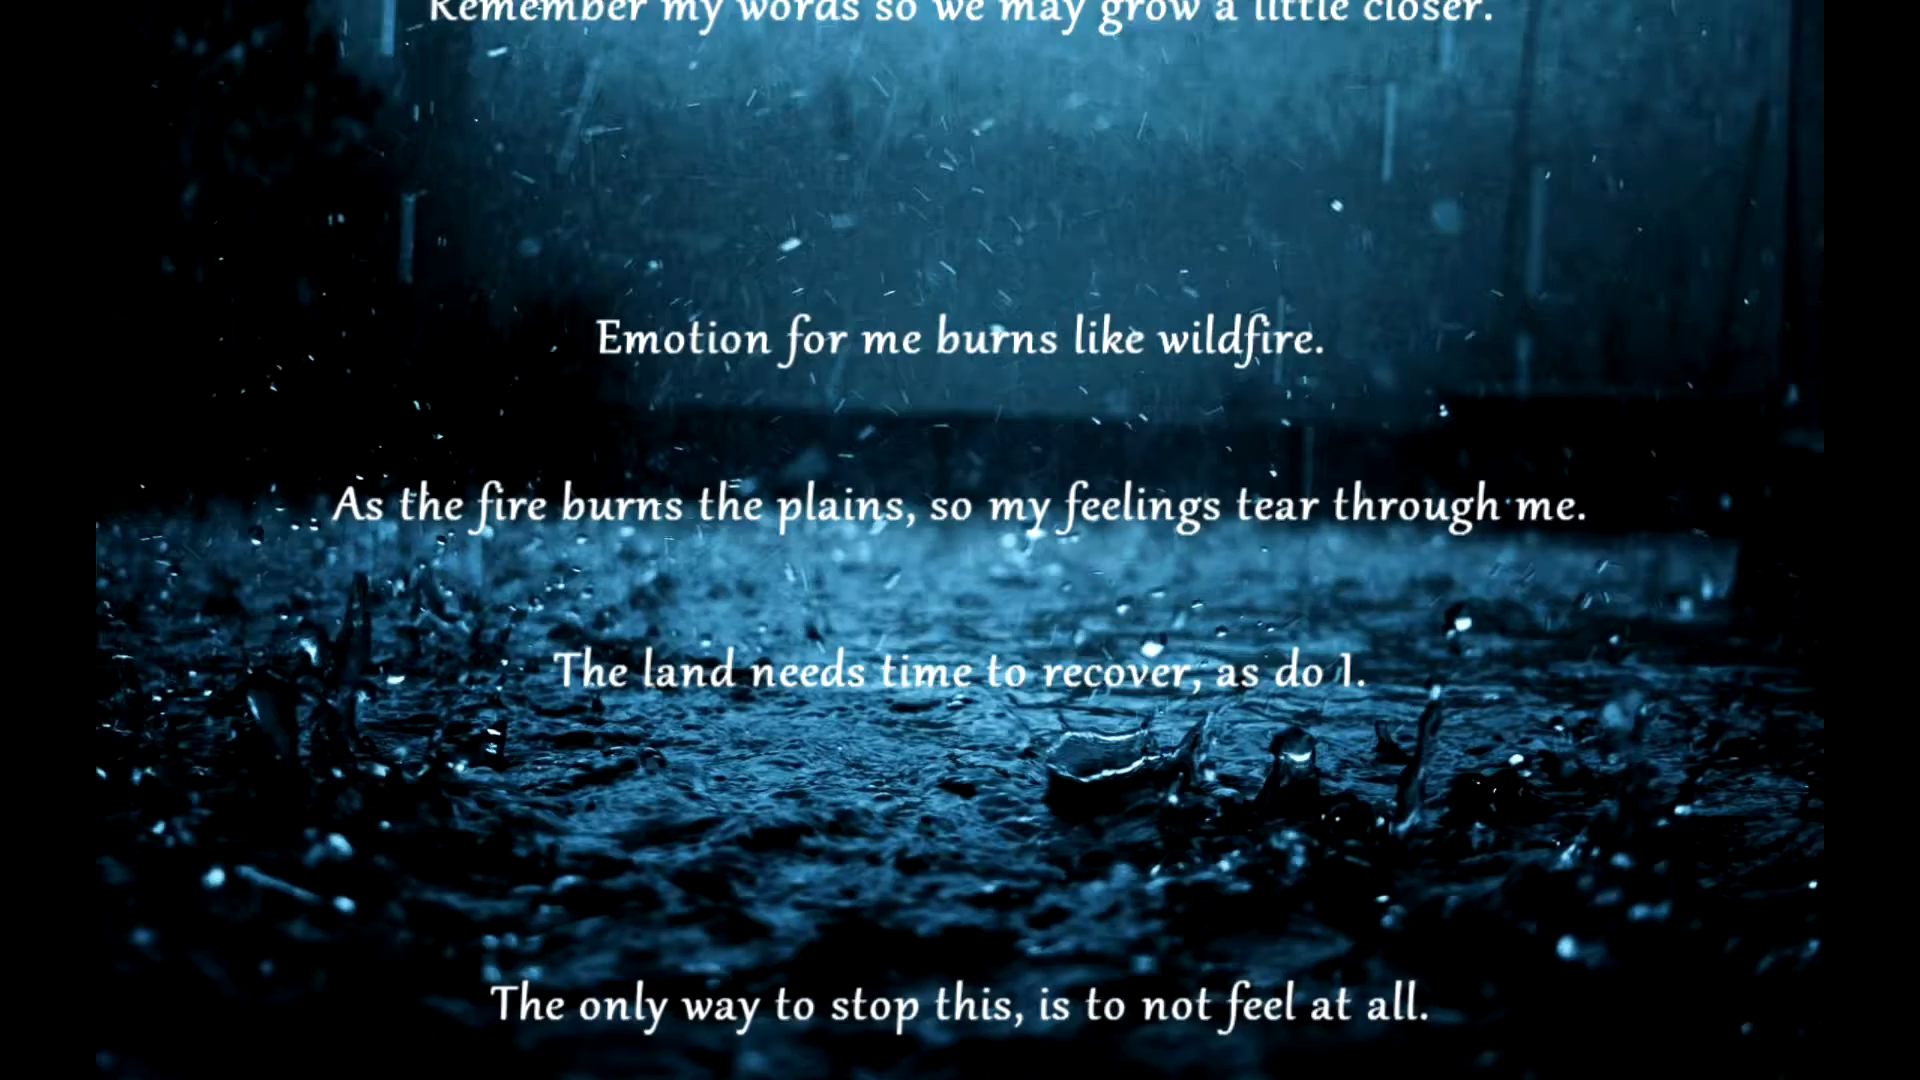 Remember my words so we may grow a little closer.
Emotion for me burns like wildfire.
As the fire burns the plains, so my feelings tear through me.
The land needs time to recover, as do I.
The only way to stop this, is to not feel at all.